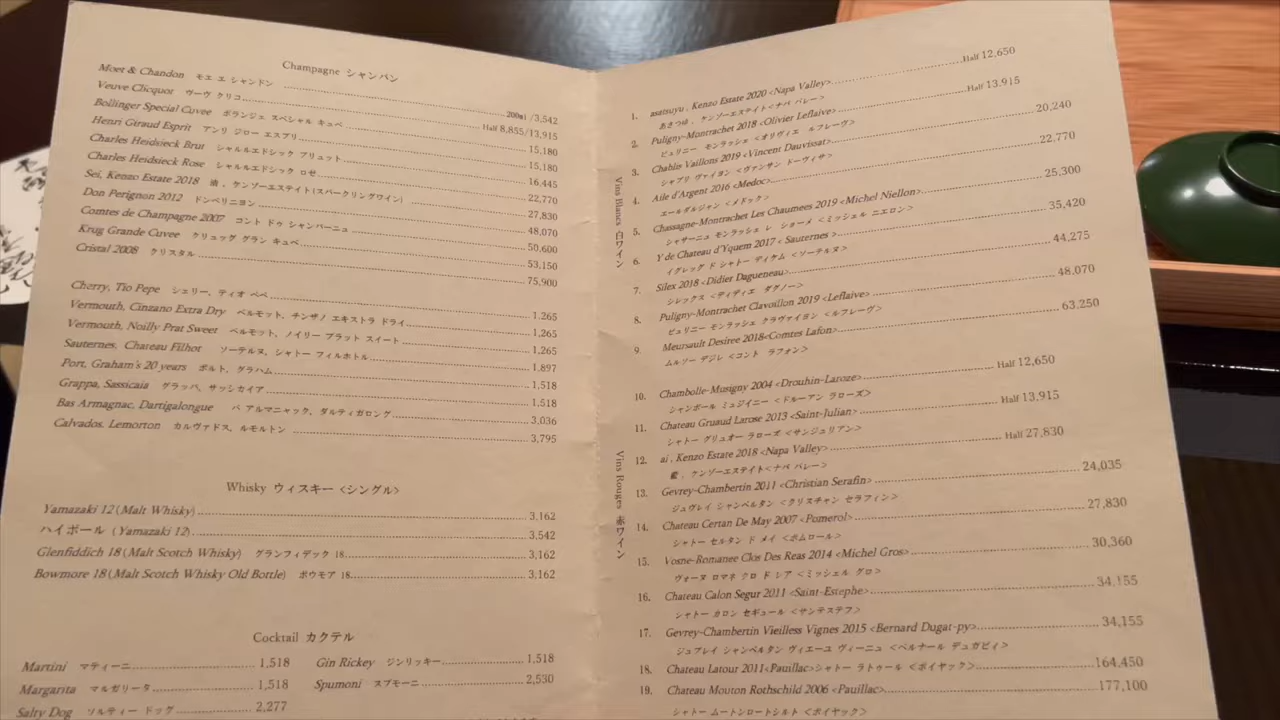 Champagne シャンパン
Moet & Chandon モエ エ シャンドン 200ml /3,542
Veuve Clicquot ヴーヴ クリコ Half 8,855/13,915
Bollinger Special Cuvee ボランジェ スペシャル キュベ 15,180
Henri Giraud Esprit アンリ ジロー エスプリ 15,180
Charles Heidsieck Brut シャルルエドシック ブリュット 16,445
Charles Heidsieck Rose シャルルエドシック ロゼ 22,770
Sei, Kenzo Estate 2018 清 , ケンゾーエステイト(スパークリングワイン) 27,830
Don Perignon 2012 ドンペリニヨン 48,070
Comtes de Champagne 2007 コント ドゥ シャンパーニュ 50,600
Krug Grande Cuvee クリュッグ グラン キュベ 53,150
Cristal 2008 クリスタル 75,900
Cherry, Tio Pepe シェリー, ティオ ペペ 1,265
Vermouth, Cinzano Extra Dry ベルモット, チンザノ エキストラ ドライ 1,265
Vermouth, Noilly Prat Sweet ベルモット, ノイリー プラット スイート 1,265
Sauternes, Chateau Filhot ソーテルヌ, シャトー フィルホトル 1,897
Port, Graham's 20 years ポルト, グラハム 1,518
Grappa, Sassicaia グラッパ, サッシセイア 1,518
Bas Armagnac, Dartigalongue バ アルマニャック, ダルティガロング 3,036
Calvados, Lemorton カルヴァドス, ルモルトン 3,795
Whisky ウィスキー <シングル>
Yamazaki 12 (Malt Whisky) 3,162
ハイボール (Yamazaki 12) 3,542
Glenfiddich 18 (Malt Scotch Whisky) グランフィデック 18 3,162
Bowmore 18 (Malt Scotch Whisky Old Bottle) ボウモア 18 3,162
Cocktail カクテル
Martini マティーニ 1,518
Margarita マルガリータ 1,518
Salty Dog ソルティー ドッグ 2,277
Gin Rickey ジンリッキー 1,518
Spumoni スプモーニ 2,530
Vins Blancs 白ワイン
1. asatsuyu , Kenzo Estate 2020 <Napa Valley> Half 12,650
あさつゆ , ケンゾーエステイト<ナパ バレー>
2. Puligny-Montrachet 2018 <Olivier Leflaive> Half 13,915
ピュリニー モンラッシェ <オリヴィエ ルフレーヴ>
3. Chablis Vaillons 2019 <Vincent Dauvissat> 20,240
シャブリ ヴァイヨン <ヴァンサン ドーヴィサ>
4. Aile d'Argent 2016 <Medoc> 22,770
エールダルジャン <メドック>
5. Chassagne-Montrachet Les Chaumees 2019 <Michel Niellon> 25,300
シャサーニュ モンラッシェ レ ショーメ <ミッシェル ニエロン>
6. Y de Chateau d'Yquem 2017 < Sauternes > 35,420
イグレッグ ド シャトー ディケム <ソーテルヌ>
7. Silex 2018 <Didier Dagueneau> 44,275
シレックス <ディディエ ダグノー>
8. Puligny-Montrachet Clavoillon 2019 <Leflaive> 48,070
ピュリニー モンラッシェ クラヴァイヨン <ルフレーヴ>
9. Meursault Desiree 2018<Comtes Lafon> 63,250
ムルソー デジレ <コント ラフォン>
Vins Rouges 赤ワイン
10. Chambolle-Musigny 2004 <Drouhin-Laroze> Half 12,650
シャンボール ミュジイニー <ドルーアン ラローズ>
11. Chateau Gruaud Larose 2013 <Saint-Julian> Half 13,915
シャトー グリュオー ラローズ <サンジュリアン>
12. ai , Kenzo Estate 2018 <Napa Valley> Half 27,830
藍 , ケンゾーエステイト<ナパ バレー>
13. Gevrey-Chambertin 2011 <Christian Serafin> 24,035
ジュヴレイ シャンベルタン <クリスチャン セラフィン>
14. Chateau Certan De May 2007 <Pomerol> 27,830
シャトー セルタン ド メイ <ポムロール>
15. Vosne-Romanee Clos Des Reas 2014 <Michel Gros> 30,360
ヴォーヌ ロマネ クロ ド レア <ミッシェル グロ>
16. Chateau Calon Segur 2011 <Saint-Estephe> 34,155
シャトー カロン セギュール <サンテステフ>
17. Gevrey-Chambertin Vieilless Vignes 2015 <Bernard Dugat-py> 34,155
ジュブレイ シャンベルタン ヴィエーユ ヴィーニュ <ベルナール デュガピィ>
18. Chateau Latour 2011<Pauillac>シャトー ラトゥール <ポイヤック> 164,450
19. Chateau Mouton Rothschild 2006 <Pauillac> 177,100
シャトー ムートンロートシルト <ポイヤック>